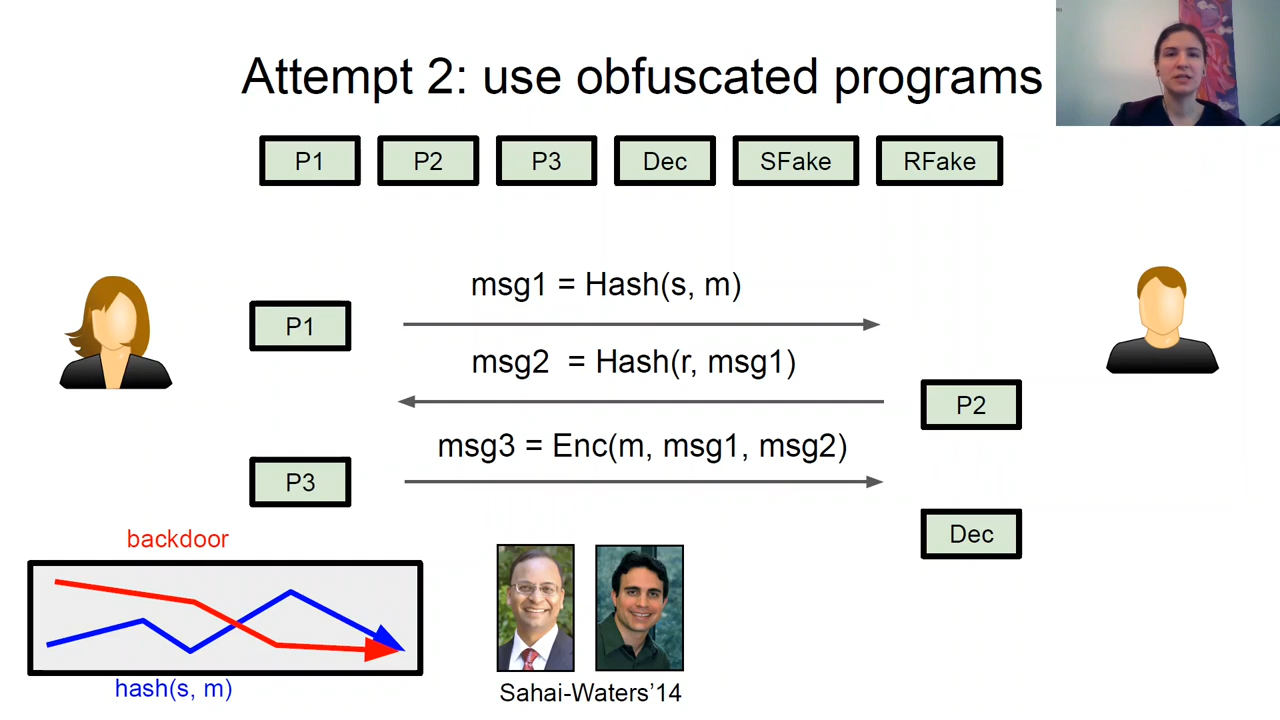 Attempt 2: use obfuscated programs
P1 P2 P3 Dec SFake RFake
msg1 = Hash(s, m)
P1
msg2 = Hash(r, msg1)
P2
msg3 = Enc(m, msg1, msg2)
P3
Dec
backdoor
hash(s, m)
Sahai-Waters'14